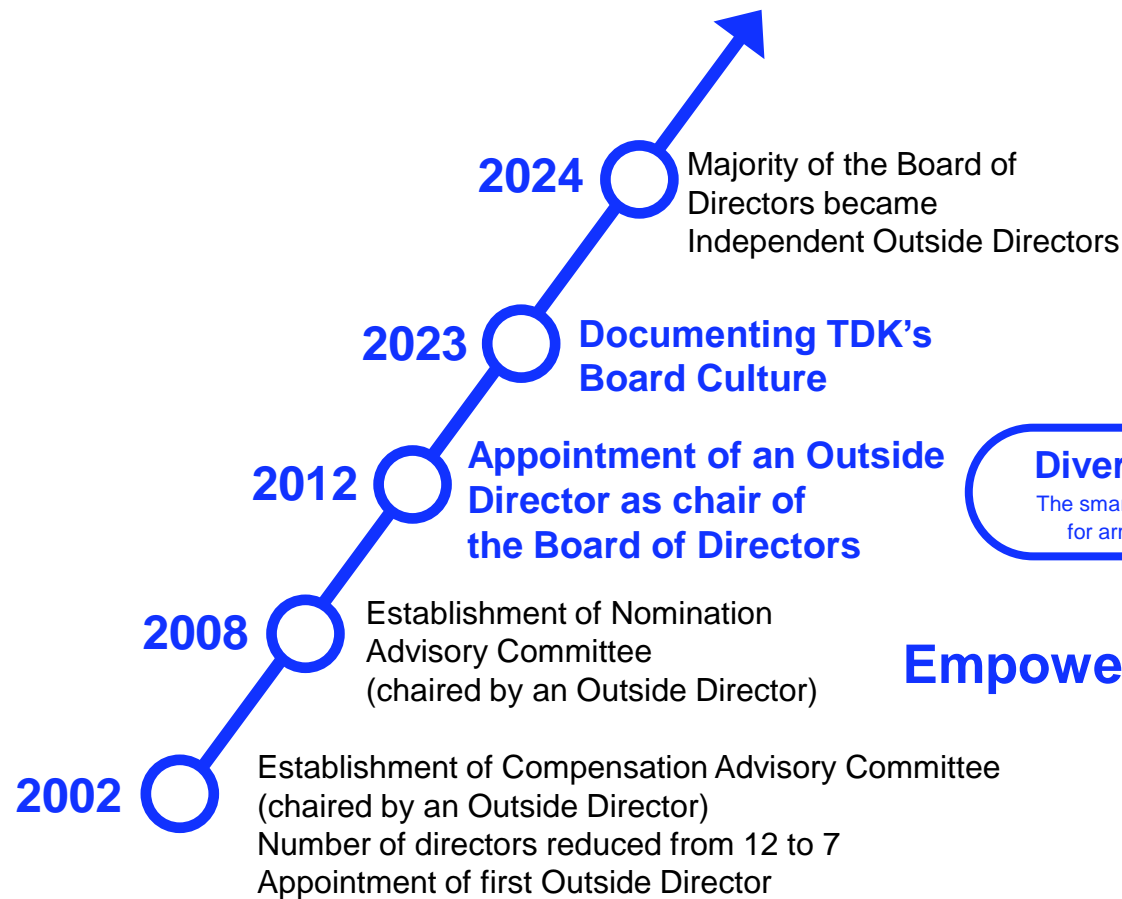 2024
Majority of the Board of
Directors became
Independent Outside Directors
2023
Documenting TDK’s
Board Culture
2012
Appointment of an Outside
Director as chair of
the Board of Directors
2008
Establishment of Nomination
Advisory Committee
(chaired by an Outside Director)
2002
Establishment of Compensation Advisory Committee
(chaired by an Outside Director)
Number of directors reduced from 12 to 7
Appointment of first Outside Director
The
for